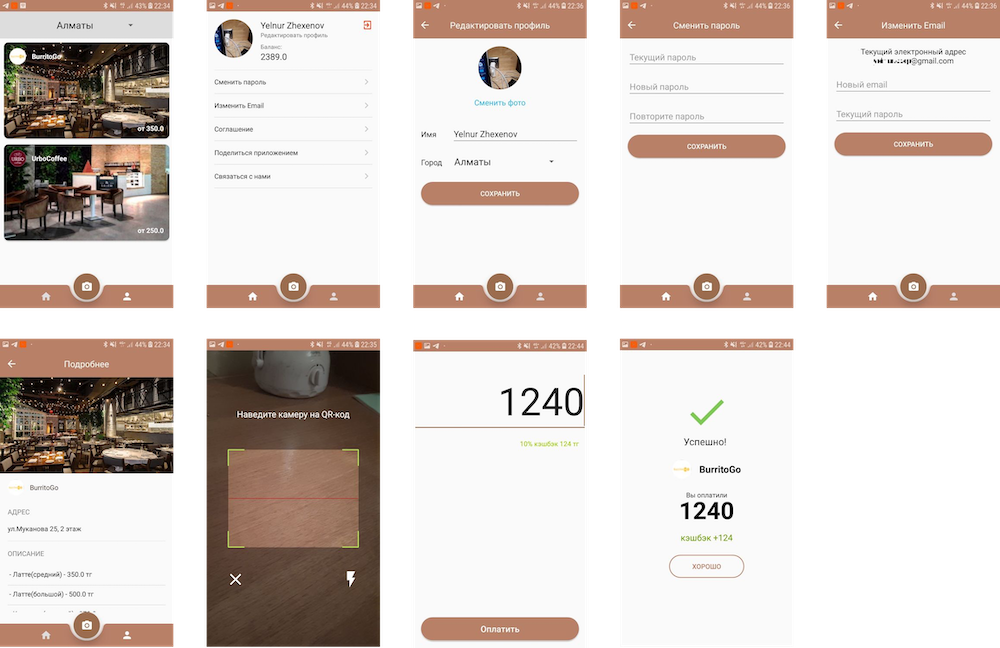 43% 22:34
Алматы
BurritoGo
от 350.0
UrboCoffee
от 250.0
44% 22:34
Yelnur Zhexenov
Редактировать профиль
Баланс:
2389.0
Сменить пароль
Изменить Email
Соглашение
Поделиться приложением
Связаться с нами
44% 22:36
Редактировать профиль
Сменить фото
Имя Yelnur Zhexenov
Город Алматы
СОХРАНИТЬ
44% 22:36
Сменить пароль
Текущий пароль
Новый пароль
Повторите пароль
СОХРАНИТЬ
44% 22:36
Изменить Email
Текущий электронный адрес
@gmail.com
Новый email
Текущий пароль
СОХРАНИТЬ
44% 22:34
Подробнее
BurritoGo
АДРЕС
ул.Муканова 25, 2 этаж
ОПИСАНИЕ
- Латте(средний) - 350.0 тг
- Латте(большой) - 500.0 тг
44% 22:35
Наведите камеру на QR-код
42% 22:44
1240
10% кэшбэк 124 тг
Оплатить
42% 22:44
Успешно!
BurritoGo
Вы оплатили
1240
кэшбэк +124
ХОРОШО